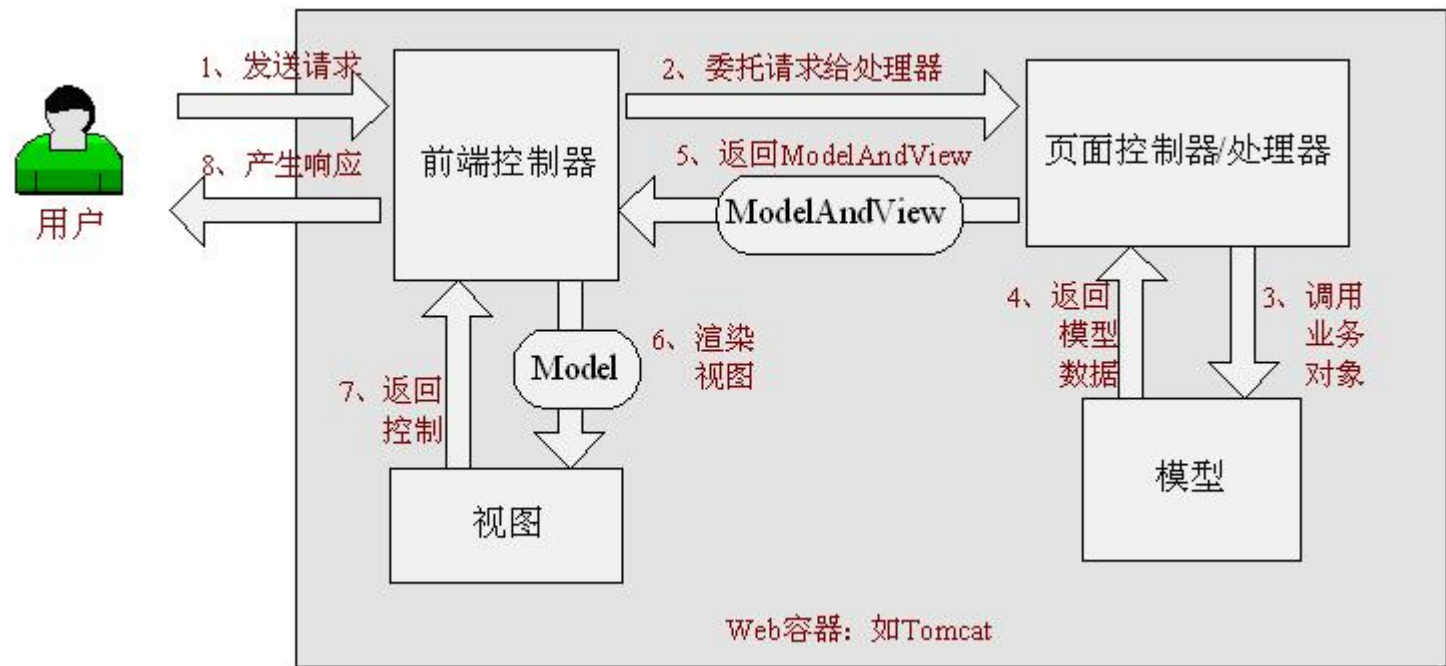 1、发送请求
2、委托请求给处理器
前端控制器
页面控制器/处理器
5、返回ModelAndView
8、产生响应
ModelAndView
用户
4、返回
模型
数据
3、调用
业务
对象
6、渲染
视图
Model
7、返回
控制
模型
视图
Web容器：如Tomcat